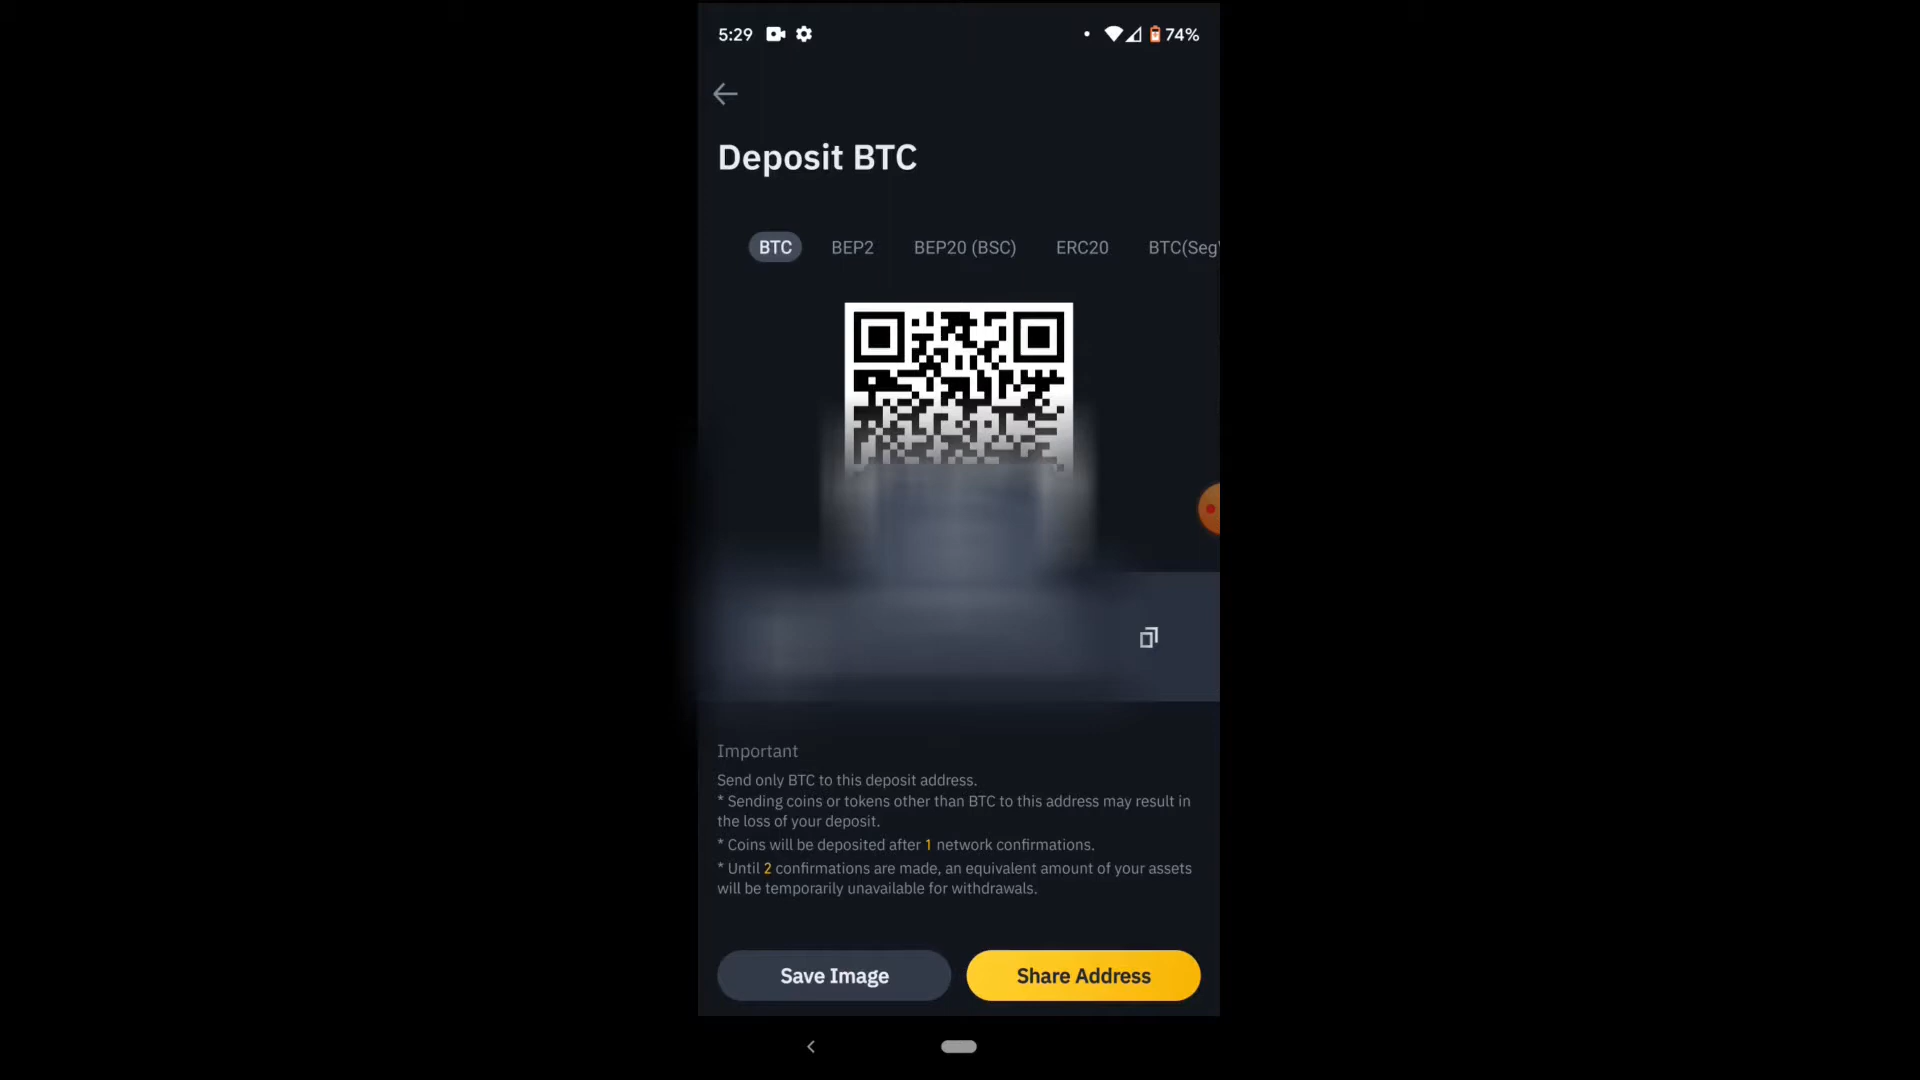 5:29 74%
Deposit BTC
BTC BEP2 BEP20 (BSC) ERC20 BTC(Seg
Important
Send only BTC to this deposit address.
* Sending coins or tokens other than BTC to this address may result in
the loss of your deposit.
* Coins will be deposited after 1 network confirmations.
* Until 2 confirmations are made, an equivalent amount of your assets
will be temporarily unavailable for withdrawals.
Save Image Share Address